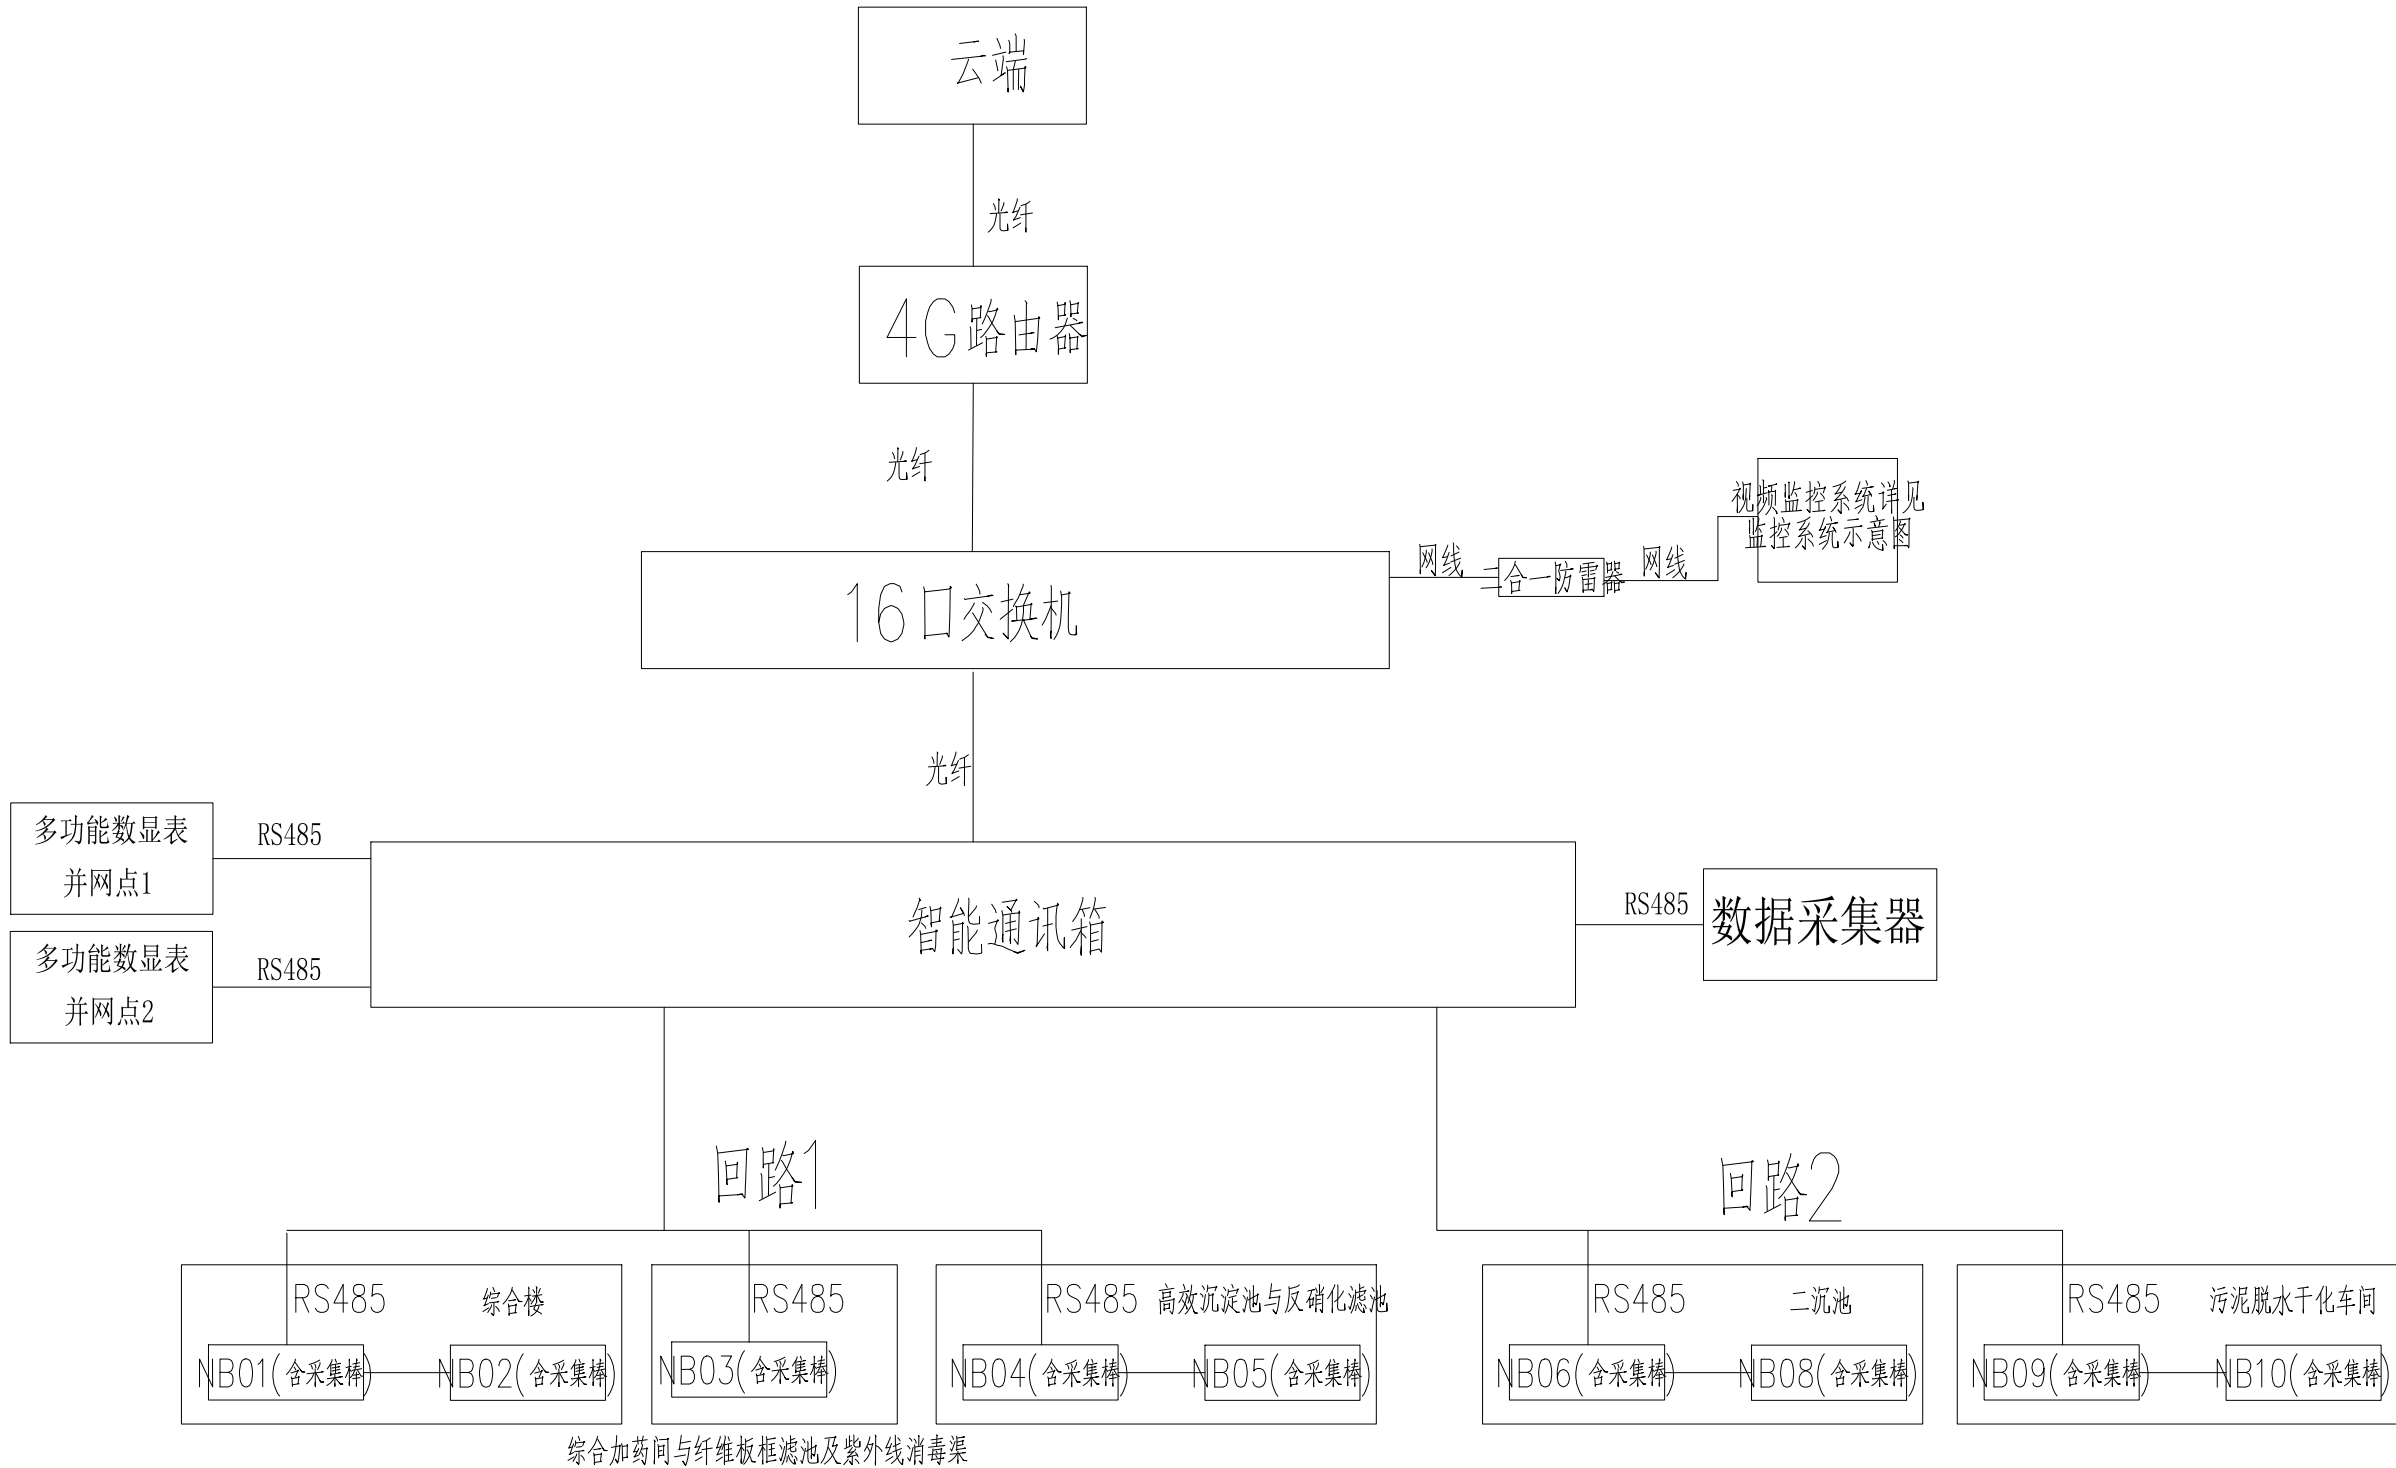 云端
光纤
4G路由器
光纤
视频监控系统详见
监控系统示意图
16口交换机
网线
三合一防雷器
网线
光纤
多功能数显表
并网点1
RS485
智能通讯箱
RS485
数据采集器
多功能数显表
并网点2
RS485
回路1
回路2
RS485
综合楼
RS485
RS485
高效沉淀池与反硝化滤池
RS485
二沉池
RS485
污泥脱水干化车间
NB01(含采集棒)
NB02(含采集棒)
NB03(含采集棒)
NB04(含采集棒)
NB05(含采集棒)
NB06(含采集棒)
NB08(含采集棒)
NB09(含采集棒)
NB10(含采集棒)
综合加药间与纤维板框滤池及紫外线消毒渠